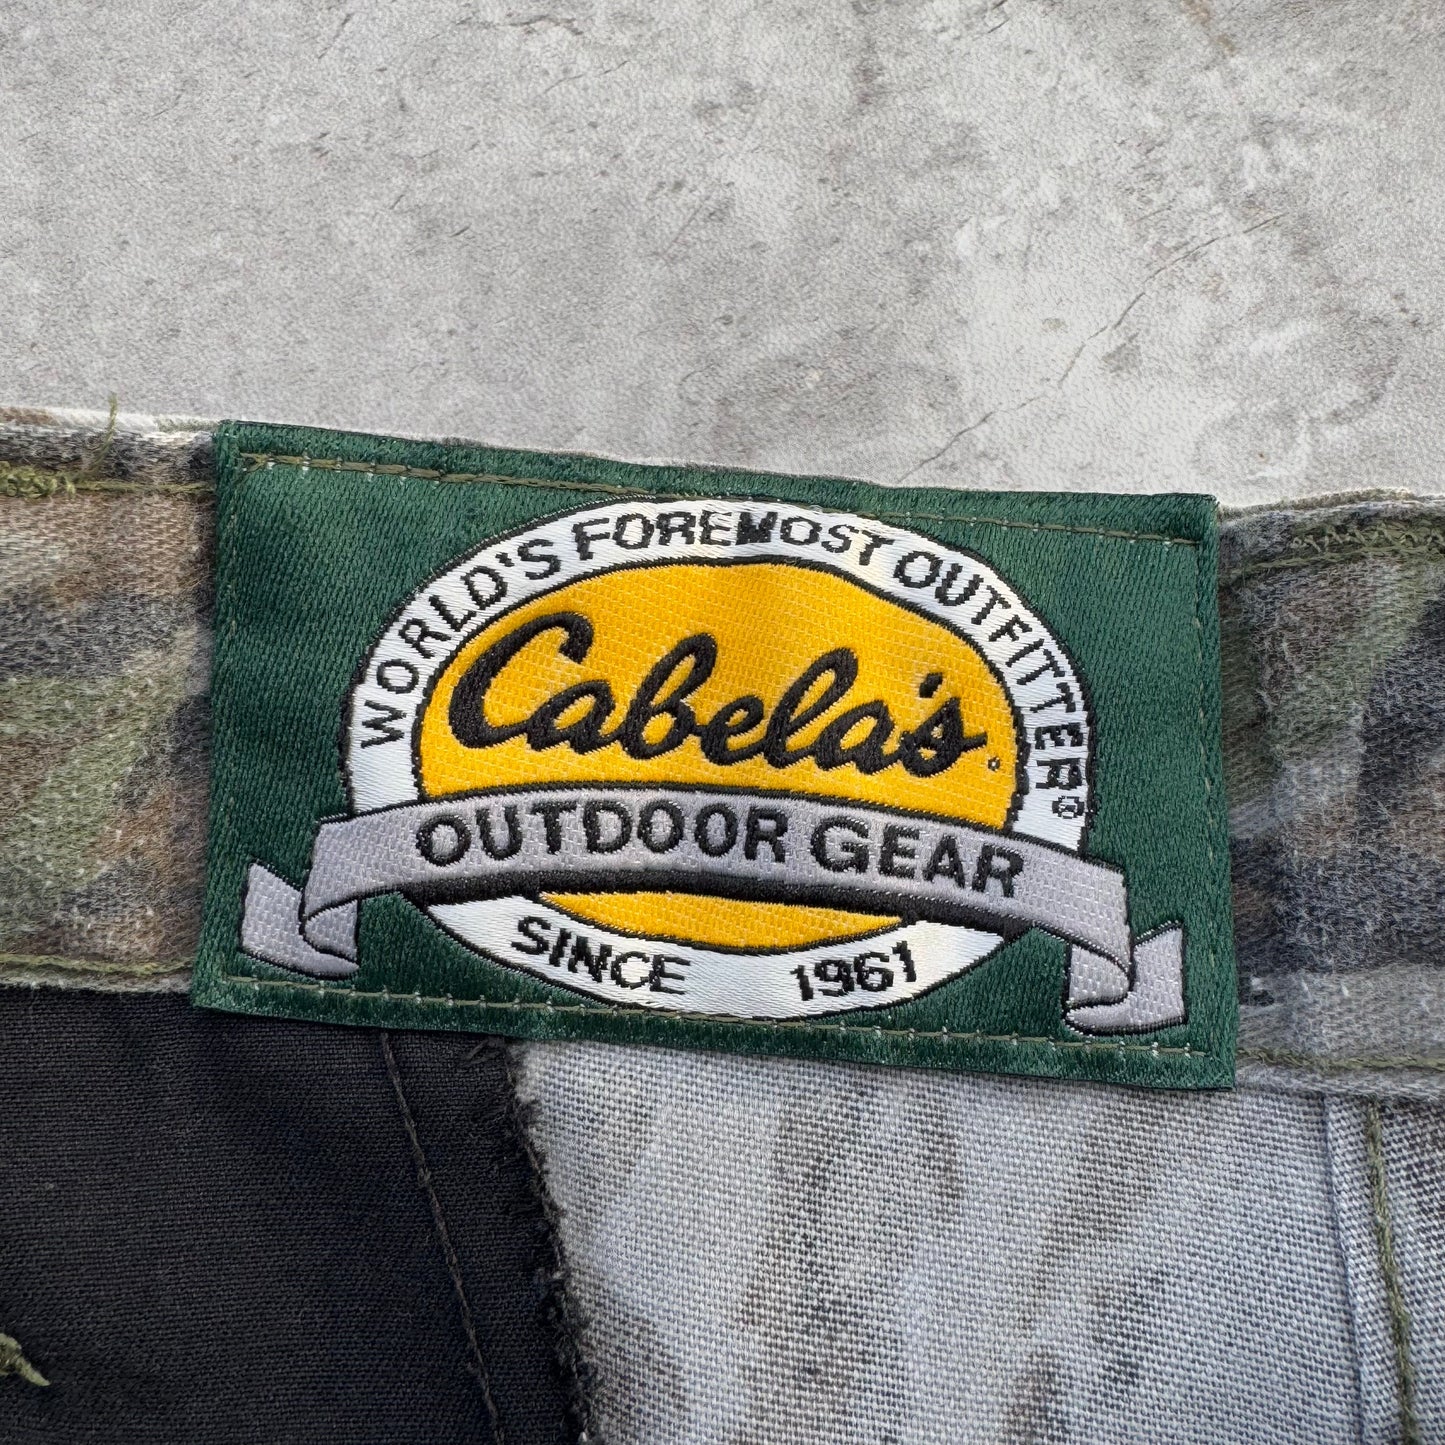 WORLD'S FOREMOST OUTFITTER®
Cabela's
OUTDOOR GEAR
SINCE 1961